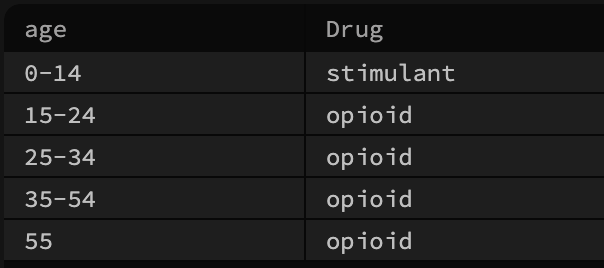 age Drug
0-14 stimulant
15-24 opioid
25-34 opioid
35-54 opioid
55 opioid